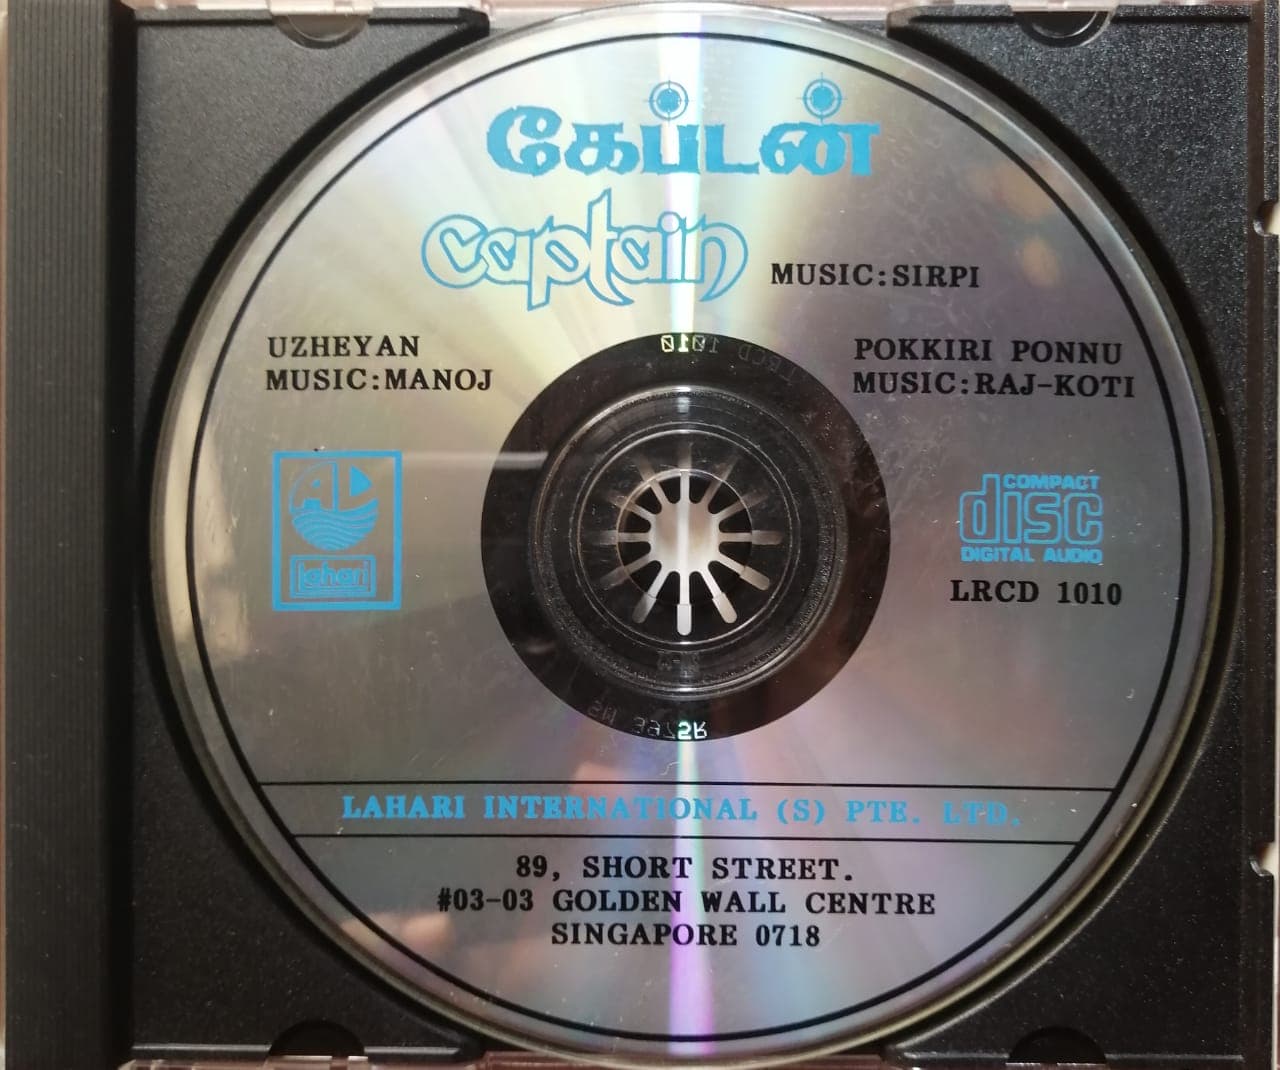 கேப்டன்
captain
MUSIC:SIRPI
UZHEYAN
MUSIC:MANOJ
POKKIRI PONNU
MUSIC:RAJ-KOTI
LRCD 1010
lahari
COMPACT
disc
DIGITAL AUDIO
LRCD 1010
LAHARI INTERNATIONAL (S) PTE. LTD.
89, SHORT STREET.
#03-03 GOLDEN WALL CENTRE
SINGAPORE 0718